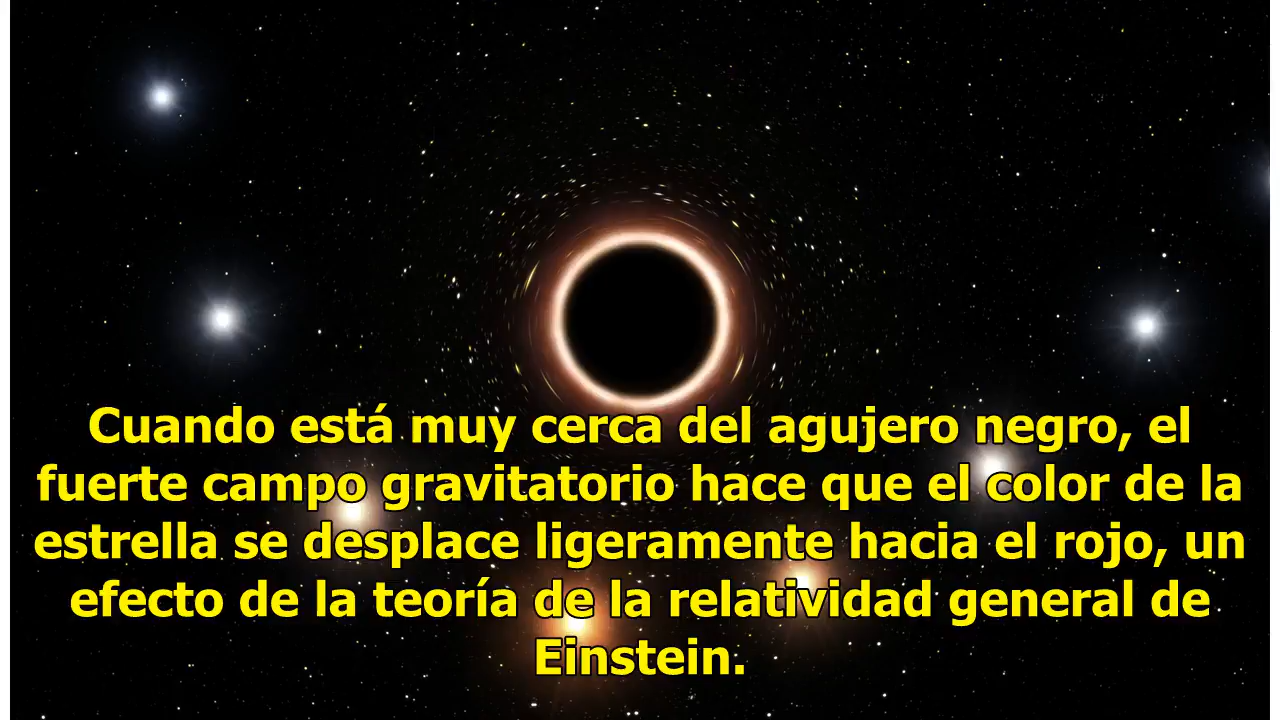 Cuando está muy cerca del agujero negro, el
fuerte campo gravitatorio hace que el color de la
estrella se desplace ligeramente hacia el rojo, un
efecto de la teoría de la relatividad general de
Einstein.